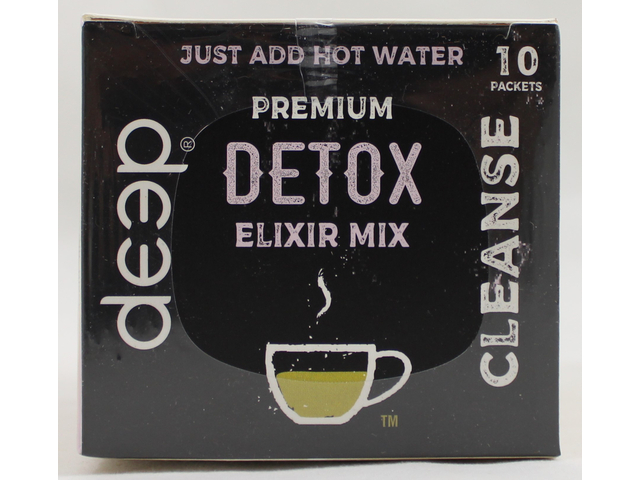 JUST ADD HOT WATER
10
PACKETS
PREMIUM
DETOX
ELIXIR MIX
deep®
CLEANSE
TM